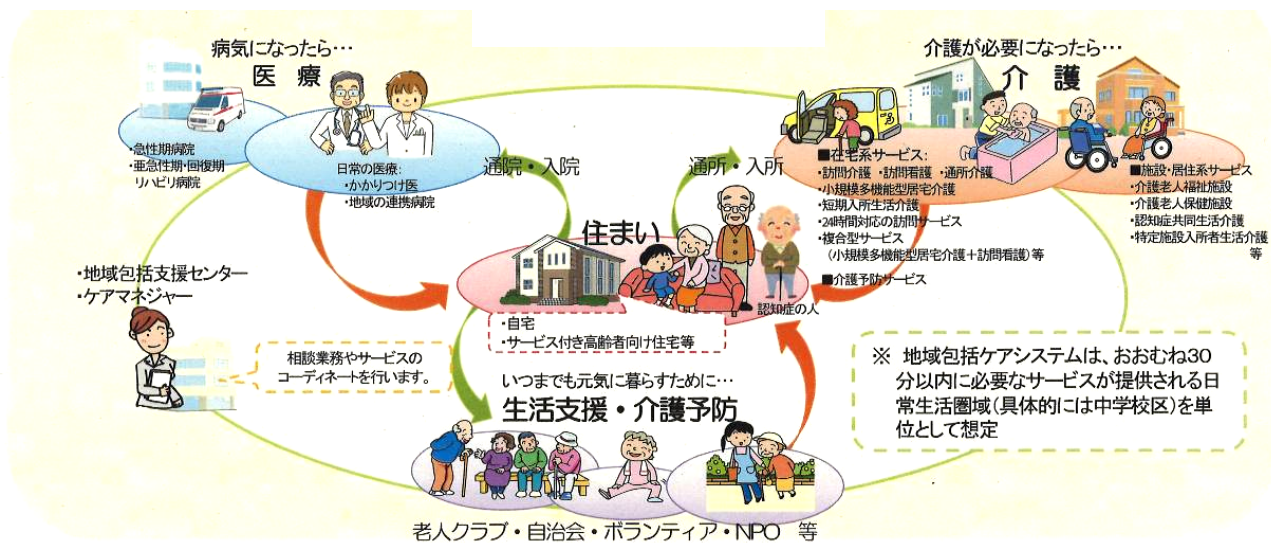 病気になったら…
医 療
・急性期病院
・亜急性期・回復期
リハビリ病院
日常の医療：
・かかりつけ医
・地域の連携病院
通院・入院
通所・入所
介護が必要になったら…
介 護
■在宅系サービス：
・訪問介護 ・訪問看護 ・通所介護
・小規模多機能型居宅介護
・短期入所生活介護
・24時間対応の訪問サービス
・複合型サービス
（小規模多機能型居宅介護＋訪問看護）等
■介護予防サービス
■施設・居住系サービス
・介護老人福祉施設
・介護老人保健施設
・認知症共同生活介護
・特定施設入所者生活介護
等
住まい
認知症の人
・自宅
・サービス付き高齢者向け住宅等
・地域包括支援センター
・ケアマネジャー
相談業務やサービスの
コーディネートを行います。
いつまでも元気に暮らすために…
生活支援・介護予防
老人クラブ・自治会・ボランティア・NPO 等
※ 地域包括ケアシステムは、おおむね30
分以内に必要なサービスが提供される日
常生活圏域（具体的には中学校区）を単
位として想定